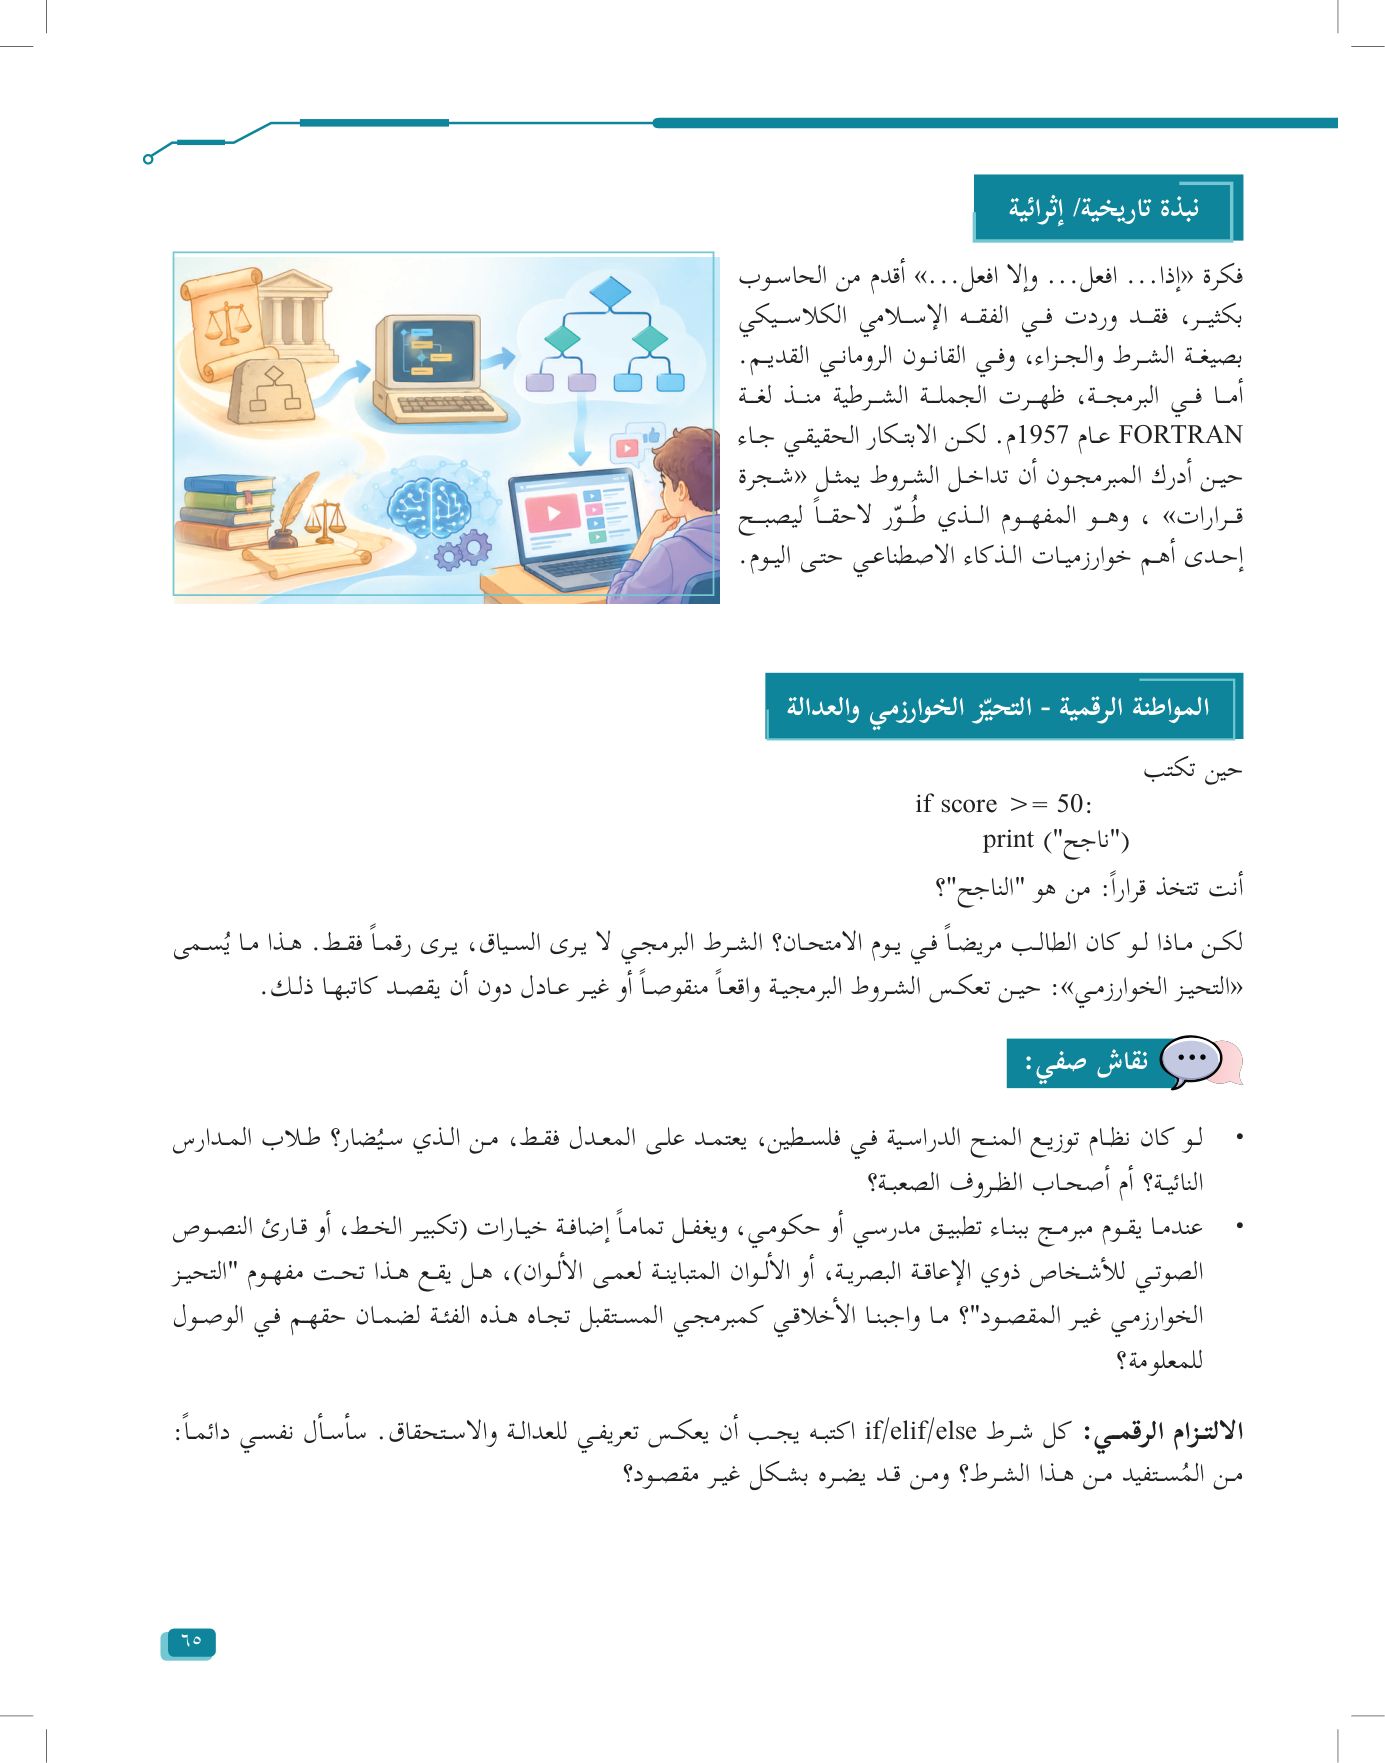 نبذة تاريخية/ إثرائية
فكرة «إذا... افعل... وإلا افعل...» أقدم من الحاسوب
بكثير، فقد وردت في الفقه الإسلامي الكلاسيكي
بصيغة الشرط والجزاء، وفي القانون الروماني القديم.
أما في البرمجة، ظهرت الجملة الشرطية منذ لغة
FORTRAN عام 1957م. لكن الابتكار الحقيقي جاء
حين أدرك المبرمجون أن تداخل الشروط يمثل «شجرة
قرارات» ، وهو المفهوم الذي طُوّر لاحقاً ليصبح
إحدى أهم خوارزميات الذكاء الاصطناعي حتى اليوم.
المواطنة الرقمية - التحيّز الخوارزمي والعدالة
حين تكتب
if score >= 50:
print ("ناجح")
أنت تتخذ قراراً: من هو "الناجح"؟
لكن ماذا لو كان الطالب مريضاً في يوم الامتحان؟ الشرط البرمجي لا يرى السياق، يرى رقماً فقط. هذا ما يُسمى
«التحيز الخوارزمي»: حين تعكس الشروط البرمجية واقعاً منقوصاً أو غير عادل دون أن يقصد كاتبها ذلك.
نقاش صفي:
• لو كان نظام توزيع المنح الدراسية في فلسطين، يعتمد على المعدل فقط، من الذي سيُضار؟ طلاب المدارس
النائية؟ أم أصحاب الظروف الصعبة؟
• عندما يقوم مبرمج ببناء تطبيق مدرسي أو حكومي، ويغفل تماماً إضافة خيارات (تكبير الخط، أو قارئ النصوص
الصوتي للأشخاص ذوي الإعاقة البصرية، أو الألوان المتباينة لعمى الألوان)، هل يقع هذا تحت مفهوم "التحيز
الخوارزمي غير المقصود"؟ ما واجبنا الأخلاقي كمبرمجي المستقبل تجاه هذه الفئة لضمان حقهم في الوصول
للمعلومة؟
الالتزام الرقمي: كل شرط if/elif/else اكتبه يجب أن يعكس تعريفي للعدالة والاستحقاق. سأسأل نفسي دائماً:
من المُستفيد من هذا الشرط؟ ومن قد يضره بشكل غير مقصود؟
٦٥